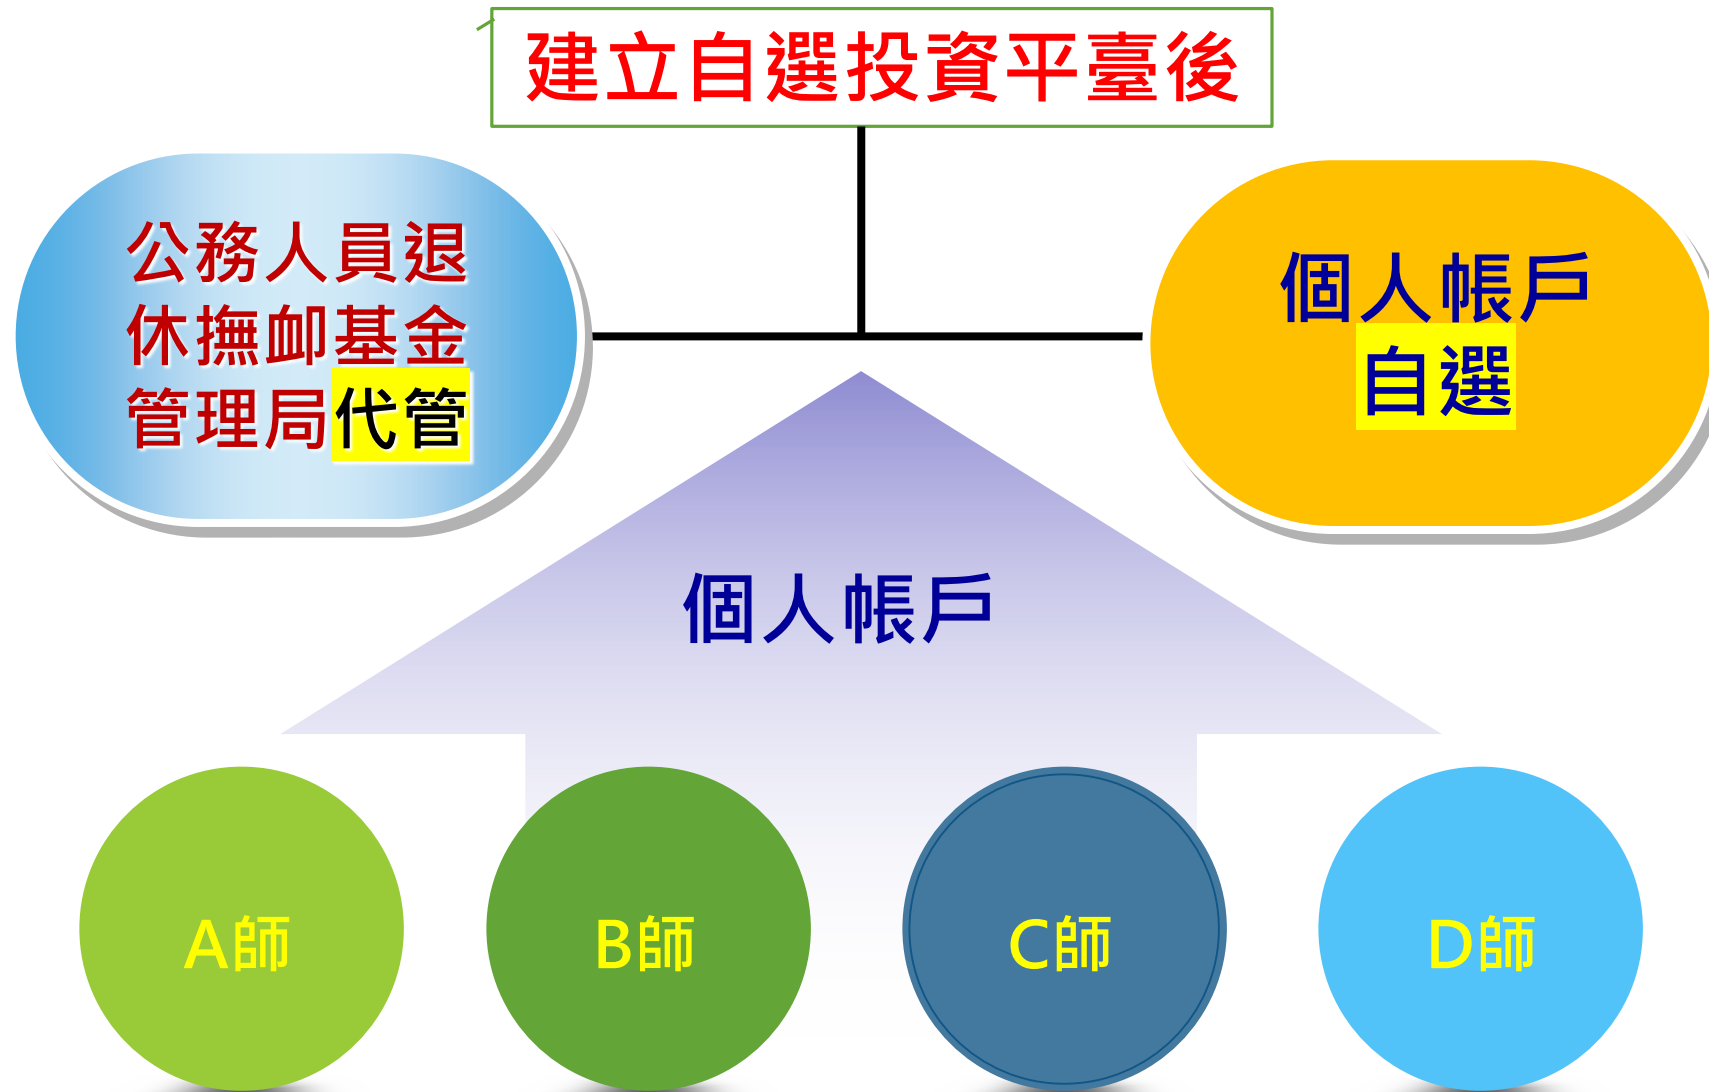 建立自選投資平臺後
公務人員退
休撫卹基金
管理局代管
個人帳戶
自選
個人帳戶
A師
B師
C師
D師